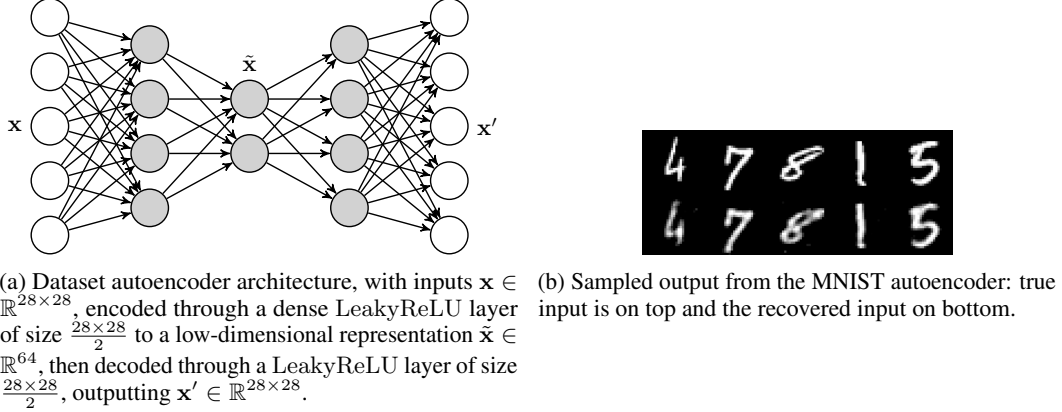 x̃
x
x′
4 7 8 1 5
4 7 8 1 5
(a) Dataset autoencoder architecture, with inputs x ∈
ℝ^{28×28}, encoded through a dense LeakyReLU layer
of size \frac{28×28}{2} to a low-dimensional representation x̃ ∈
ℝ^{64}, then decoded through a LeakyReLU layer of size
\frac{28×28}{2}, outputting x′ ∈ ℝ^{28×28}.
(b) Sampled output from the MNIST autoencoder: true
input is on top and the recovered input on bottom.